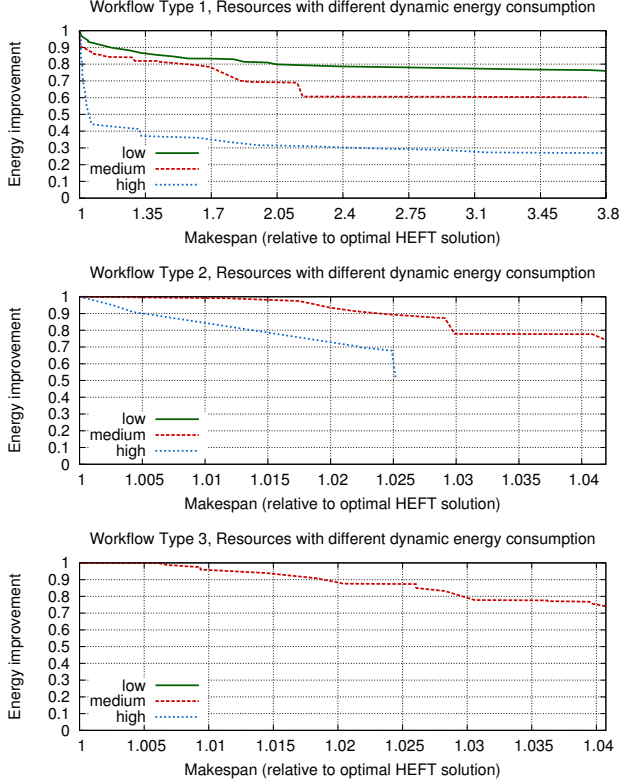 Workflow Type 1, Resources with different dynamic energy consumption
Energy improvement
1
0.9
0.8
0.7
0.6
0.5
0.4
0.3
0.2
0.1
0
low
medium
high
1 1.35 1.7 2.05 2.4 2.75 3.1 3.45 3.8
Makespan (relative to optimal HEFT solution)
Workflow Type 2, Resources with different dynamic energy consumption
Energy improvement
1
0.9
0.8
0.7
0.6
0.5
0.4
0.3
0.2
0.1
0
low
medium
high
1 1.005 1.01 1.015 1.02 1.025 1.03 1.035 1.04
Makespan (relative to optimal HEFT solution)
Workflow Type 3, Resources with different dynamic energy consumption
Energy improvement
1
0.9
0.8
0.7
0.6
0.5
0.4
0.3
0.2
0.1
0
low
medium
high
1 1.005 1.01 1.015 1.02 1.025 1.03 1.035 1.04
Makespan (relative to optimal HEFT solution)